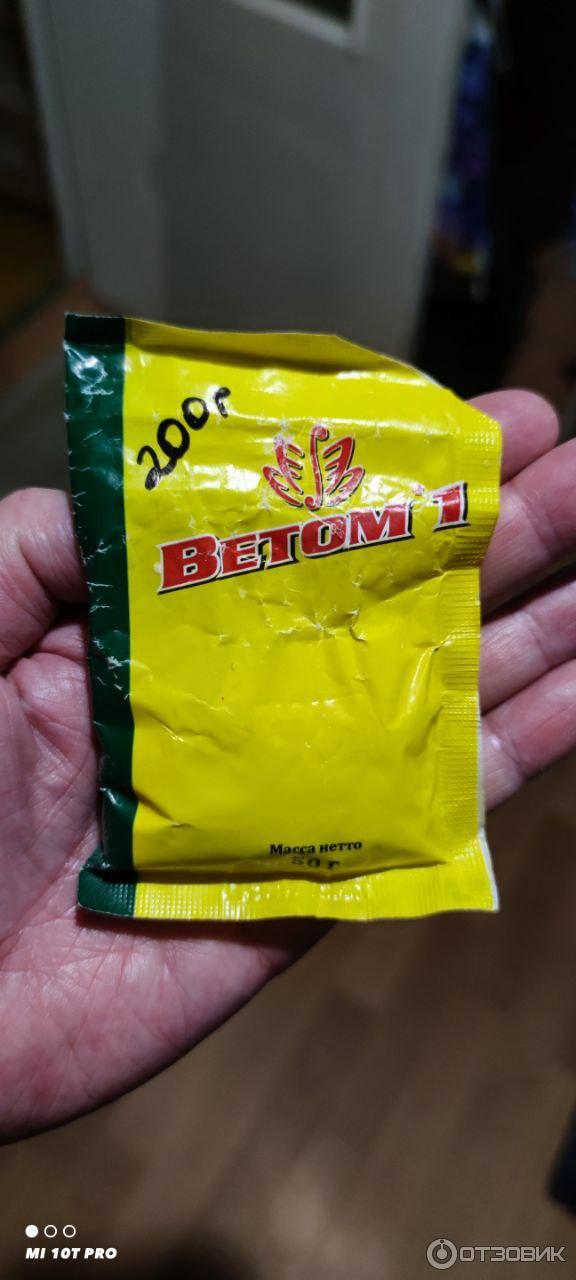 200г
Ветом 1
Масса нетто
50 г
MI 10T PRO
ОТЗОВИК